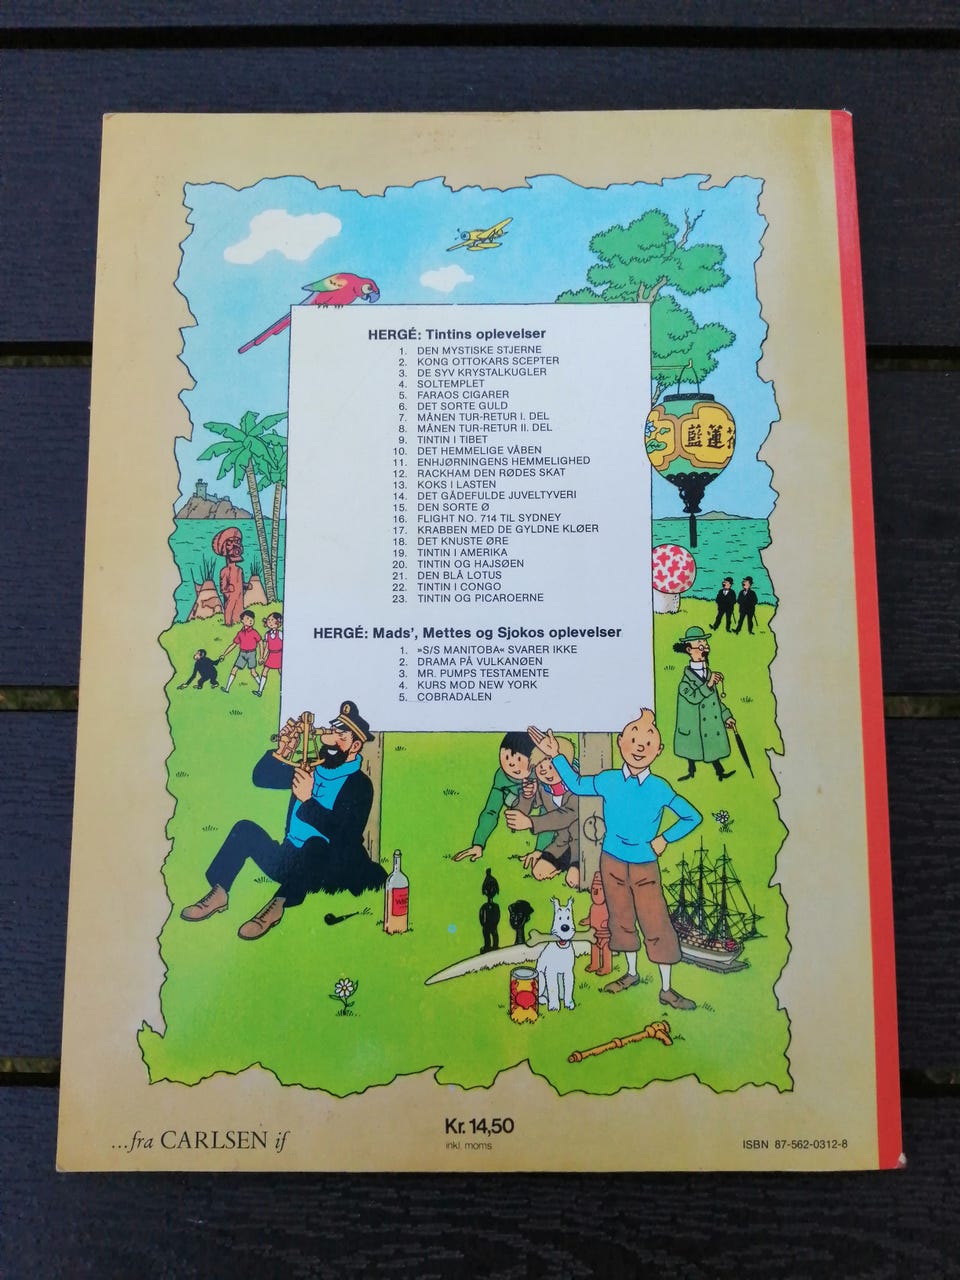 HERGÉ: Tintins oplevelser
1. DEN MYSTISKE STJERNE
2. KONG OTTOKARS SCEPTER
3. DE SYV KRYSTALKUGLER
4. SOLTEMPLET
5. FARAOS CIGARER
6. DET SORTE GULD
7. MÅNEN TUR-RETUR I. DEL
8. MÅNEN TUR-RETUR II. DEL
9. TINTIN I TIBET
10. DET HEMMELIGE VÅBEN
11. ENHJØRNINGENS HEMMELIGHED
12. RACKHAM DEN RØDES SKAT
13. KOKS I LASTEN
14. DET GÅDEFULDE JUVELTYVERI
15. DEN SORTE Ø
16. FLIGHT NO. 714 TIL SYDNEY
17. KRABBEN MED DE GYLDNE KLØER
18. DET KNUSTE ØRE
19. TINTIN I AMERIKA
20. TINTIN OG HAJSØEN
21. DEN BLÅ LOTUS
22. TINTIN I CONGO
23. TINTIN OG PICAROERNE
HERGÉ: Mads', Mettes og Sjokos oplevelser
1. »S/S MANITOBA« SVARER IKKE
2. DRAMA PÅ VULKANØEN
3. MR. PUMPS TESTAMENTE
4. KURS MOD NEW YORK
5. COBRADALEN
藍蓮
...fra CARLSEN if
Kr. 14,50
inkl. moms
ISBN 87-562-0312-8